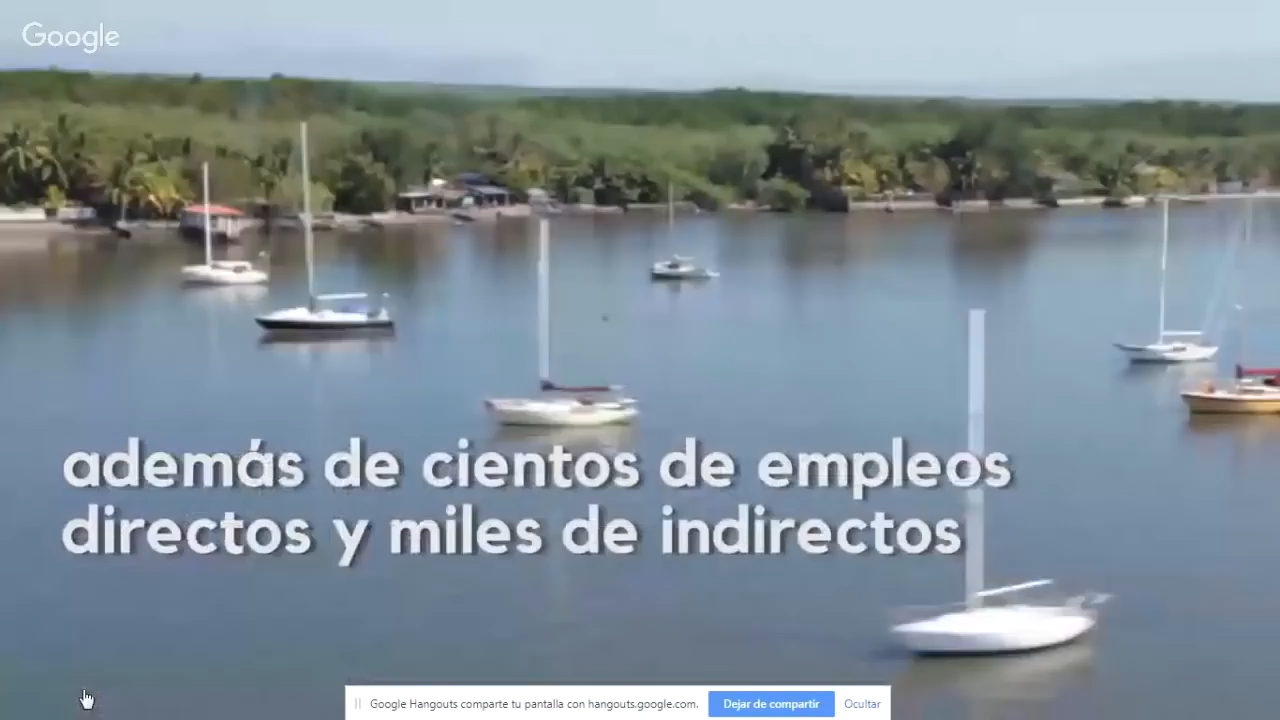 Google
además de cientos de empleos
directos y miles de indirectos
Google Hangouts comparte tu pantalla con hangouts.google.com. Dejar de compartir Ocultar